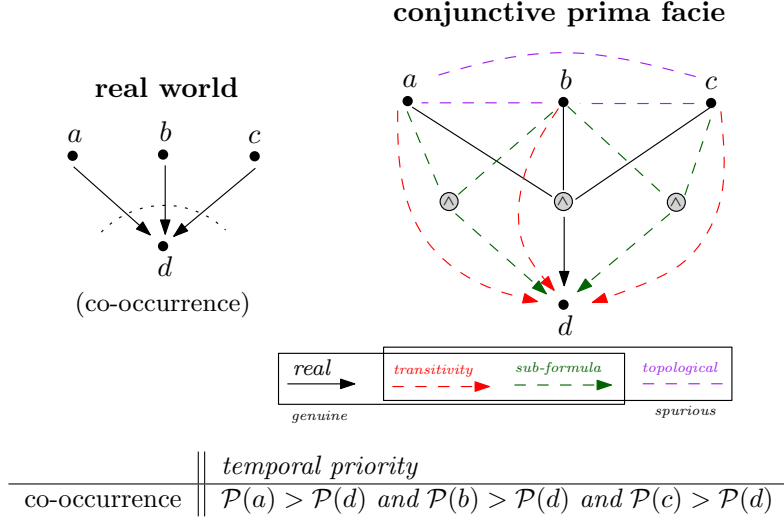 real world
a b c
d
(co-occurrence)
conjunctive prima facie
a b c
∧ ∧ ∧
d
real transitivity sub-formula topological
genuine spurious
temporal priority
co-occurrence 𝒫(a) > 𝒫(d) and 𝒫(b) > 𝒫(d) and 𝒫(c) > 𝒫(d)